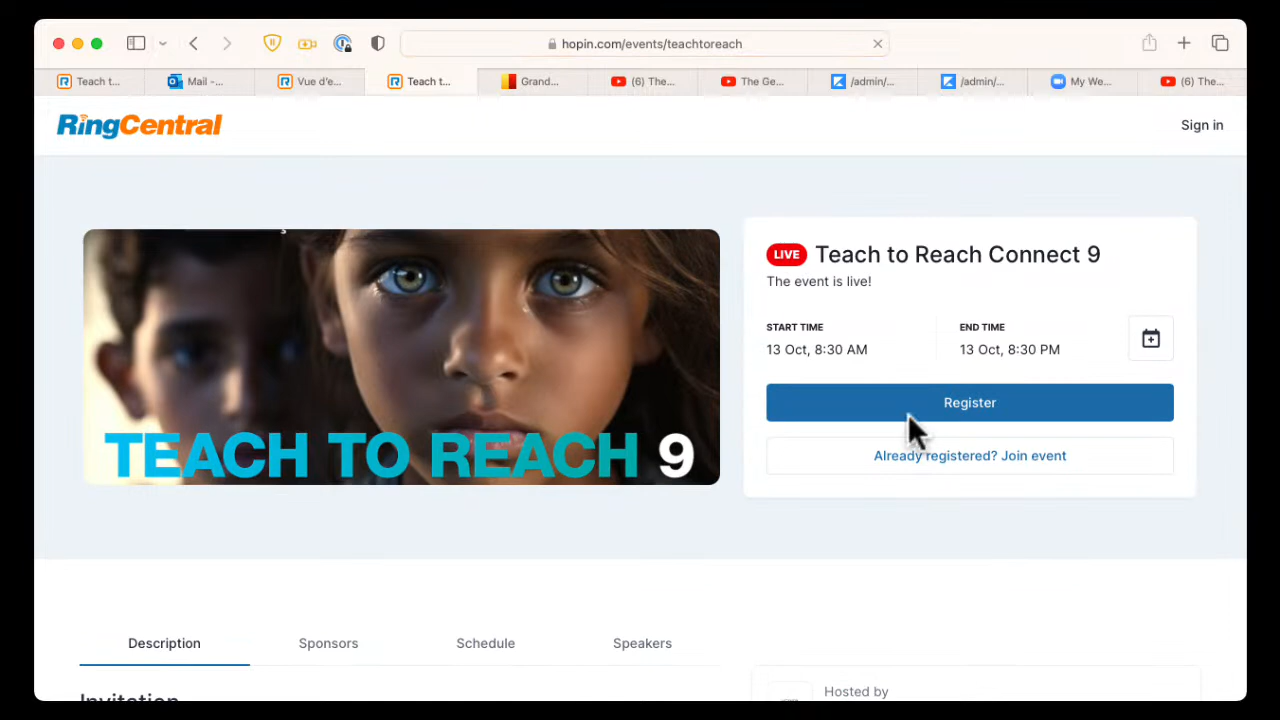 hopin.com/events/teachtoreach
Teach t...
Mail -...
Vue d'e...
Teach t...
Grand...
(6) The...
The Ge...
/admin/...
/admin/...
My We...
(6) The...
RingCentral
Sign in
TEACH TO REACH 9
LIVE Teach to Reach Connect 9
The event is live!
START TIME
13 Oct, 8:30 AM
END TIME
13 Oct, 8:30 PM
Register
Already registered? Join event
Description
Sponsors
Schedule
Speakers
Invitation
Hosted by